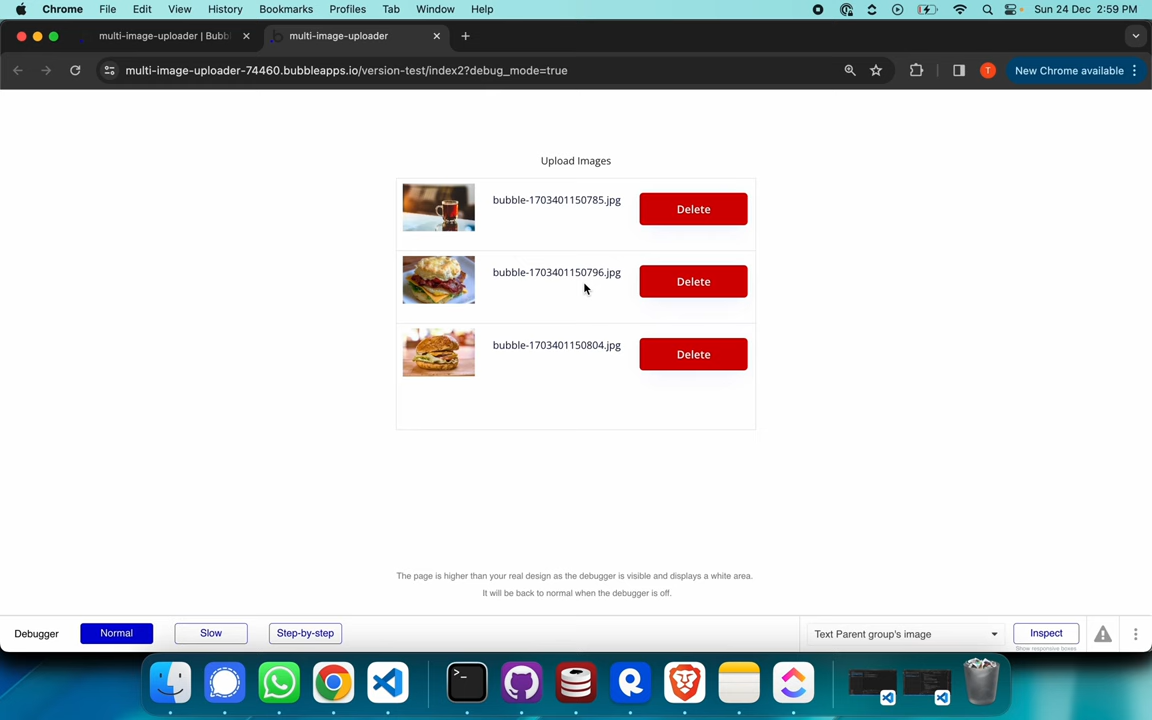 Chrome File Edit View History Bookmarks Profiles Tab Window Help Sun 24 Dec 2:59 PM
multi-image-uploader | Bubbl multi-image-uploader
multi-image-uploader-74460.bubbleapps.io/version-test/index2?debug_mode=true T New Chrome available
Upload Images
bubble-1703401150785.jpg Delete
bubble-1703401150796.jpg Delete
bubble-1703401150804.jpg Delete
The page is higher than your real design as the debugger is visible and displays a white area.
It will be back to normal when the debugger is off.
Debugger Normal Slow Step-by-step Text Parent group's image Inspect
Show responsive boxes